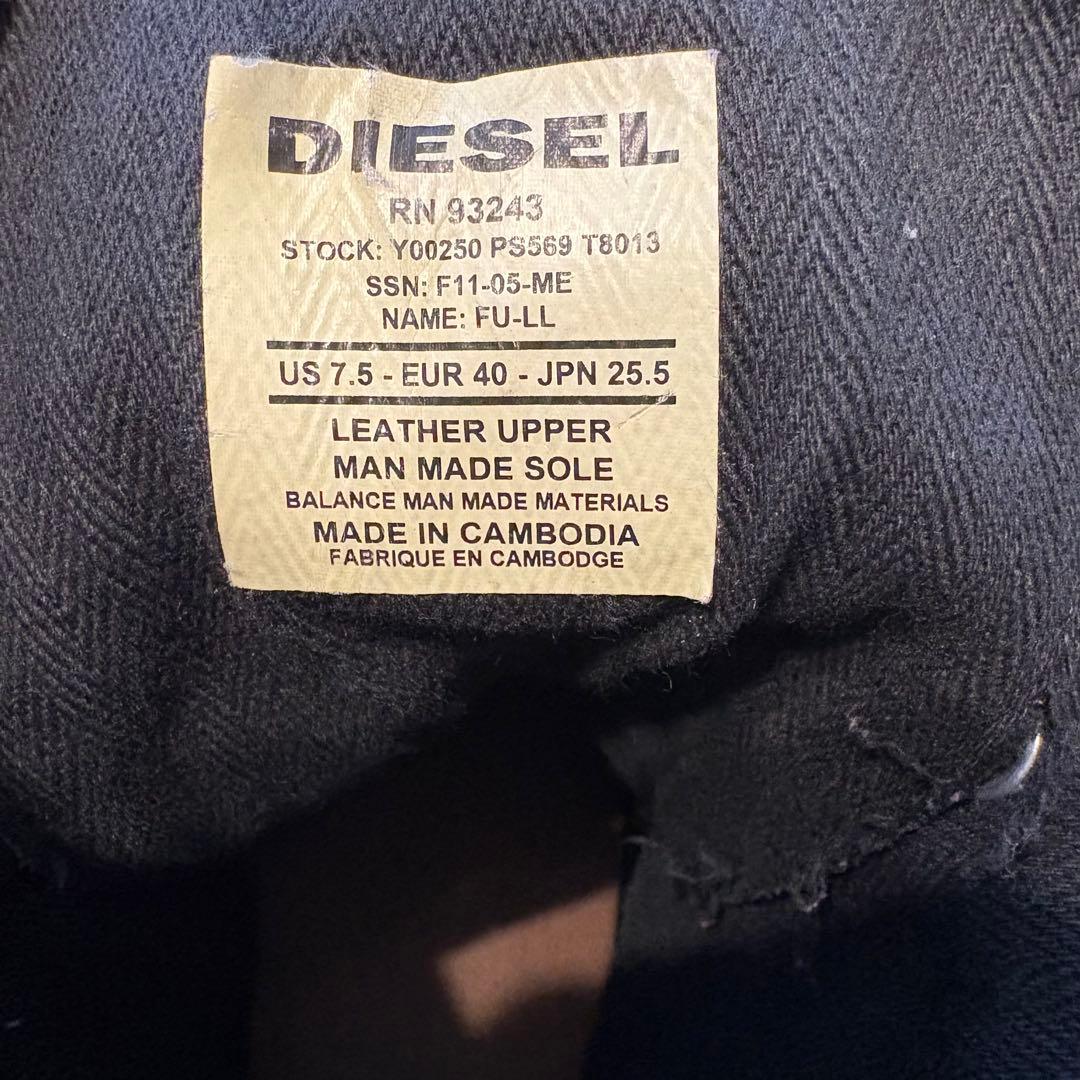 DIESEL
RN 93243
STOCK: Y00250 PS569 T8013
SSN: F11-05-ME
NAME: FU-LL
US 7.5 - EUR 40 - JPN 25.5
LEATHER UPPER
MAN MADE SOLE
BALANCE MAN MADE MATERIALS
MADE IN CAMBODIA
FABRIQUE EN CAMBODGE